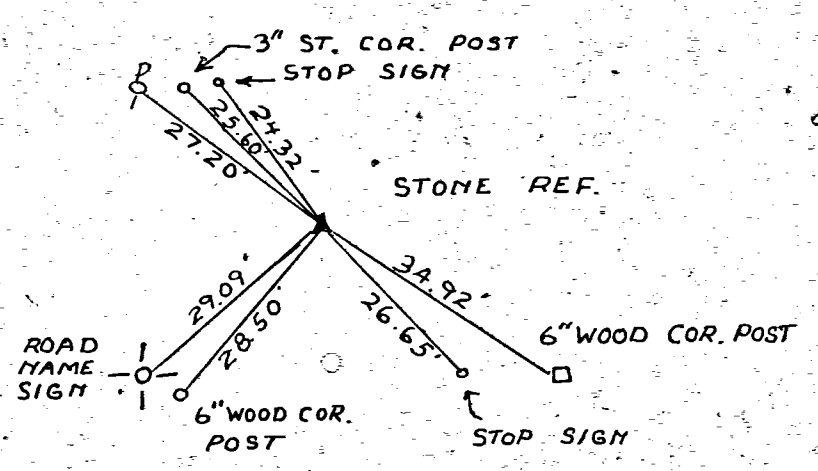 3" ST. COR. POST
STOP SIGN
P
25.60'
24.32
27.20'
STONE REF.
29.09'
28.50'
34.92'
26.65'
6" WOOD COR. POST
ROAD
NAME
SIGN
6" WOOD COR.
POST
STOP SIGN